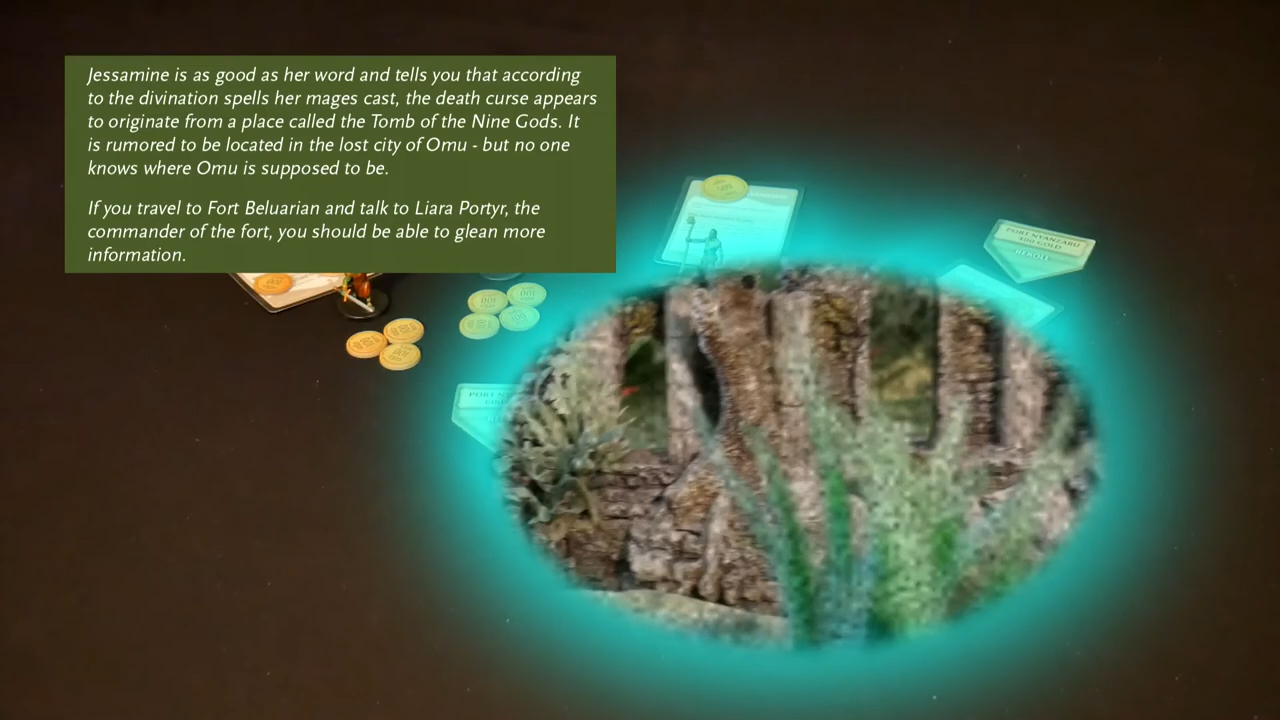 Jessamine is as good as her word and tells you that according
to the divination spells her mages cast, the death curse appears
to originate from a place called the Tomb of the Nine Gods. It
is rumored to be located in the lost city of Omu - but no one
knows where Omu is supposed to be.
If you travel to Fort Beluarian and talk to Liara Portyr, the
commander of the fort, you should be able to glean more
information.
PORT NYANZARU
100 GOLD
REROLL
100
100
100